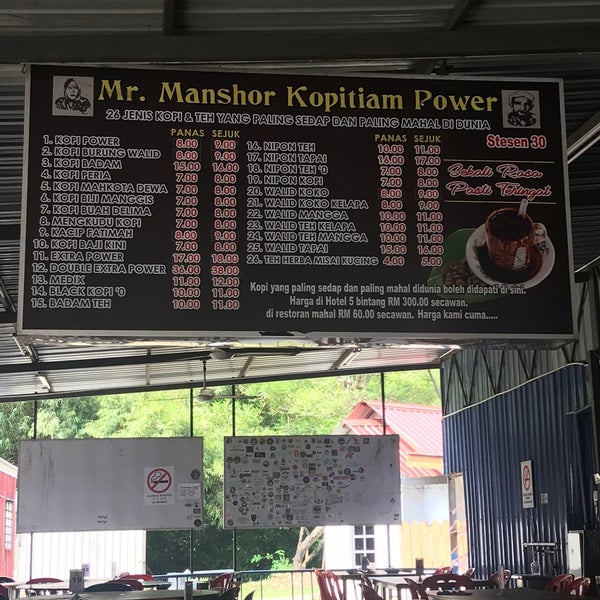 Mr. Manshor Kopitiam Power
26 JENIS KOPI & TEH YANG PALING SEDAP DAN PALING MAHAL DI DUNIA
Stesen 30
PANAS SEJUK
1. KOPI POWER 8.00 9.00
2. KOPI BURUNG WALID 8.00 9.00
3. KOPI BADAM 15.00 16.00
4. KOPI PERIA 7.00 8.00
5. KOPI MAHKOTA DEWA 7.00 8.00
6. KOPI BIJI MANGGIS 7.00 8.00
7. KOPI BUAH DELIMA 7.00 8.00
8. MENGKUDU KOPI 7.00 8.00
9. KACIP FATIMAH 8.00 9.00
10. KOPI BAJI KINI 7.00 8.00
11. EXTRA POWER 17.00 18.00
12. DOUBLE EXTRA POWER 36.00 38.00
13. MEDIX 11.00 12.00
14. BLACK KOPI 'O 10.00 11.00
15. BADAM TEH 10.00 11.00
PANAS SEJUK
16. NIPON TEH 10.00 11.00
17. NIPON TAPAI 16.00 17.00
18. NIPON TEH 'O 7.00 8.00
19. NIPON KOPI 7.00 8.00
20. WALID KOKO 8.00 9.00
21. WALID KOKO KELAPA 8.00 9.00
22. WALID MANGGA 10.00 11.00
23. WALID TEH KELAPA 10.00 11.00
24. WALID TEH MANGGA 10.00 11.00
25. WALID TAPAI 15.00 16.00
26. TEH HERBA MISAI KUCING 4.00 5.00
Sekali Rasa
Pasti Teringat
Kopi yang paling sedap dan paling mahal didunia boleh didapati di sini.
Harga di Hotel 5 bintang RM 300.00 secawan.
di restoran mahal RM 60.00 secawan. Harga kami cuma.....
19